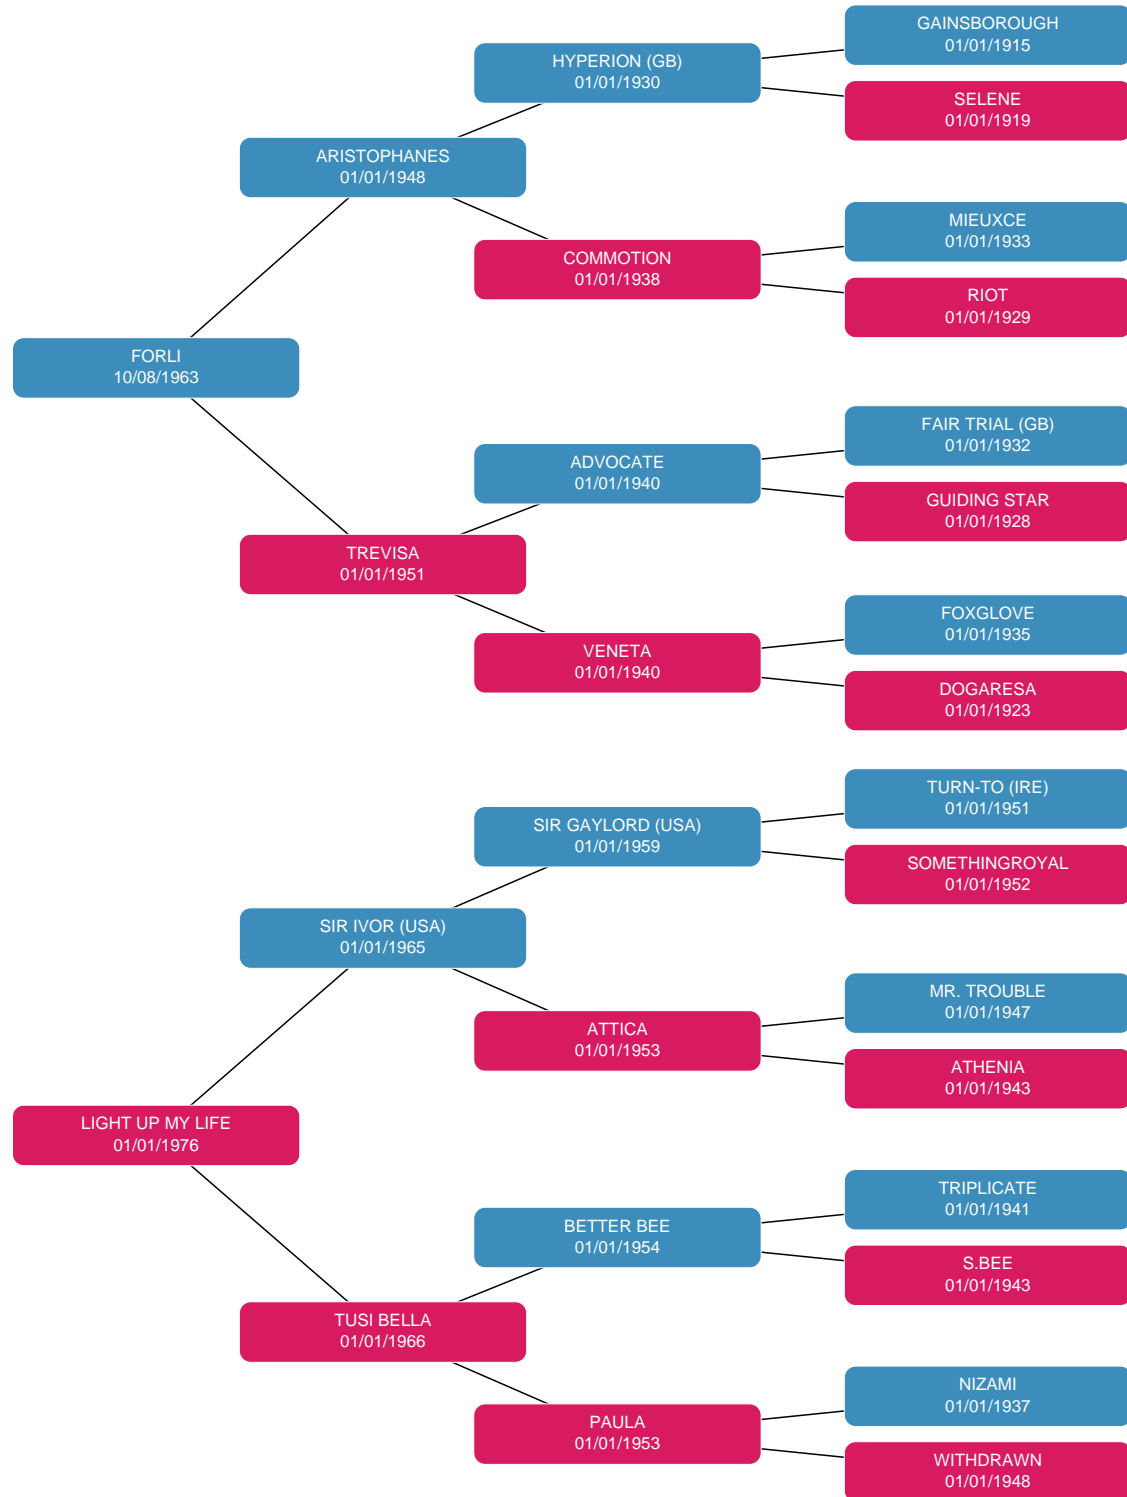 GAINSBOROUGH
01/01/1915
HYPERION (GB)
01/01/1930
SELENE
01/01/1919
ARISTOPHANES
01/01/1948
MIEUXCE
01/01/1933
COMMOTION
01/01/1938
RIOT
01/01/1929
FORLI
10/08/1963
FAIR TRIAL (GB)
01/01/1932
ADVOCATE
01/01/1940
GUIDING STAR
01/01/1928
TREVISA
01/01/1951
FOXGLOVE
01/01/1935
VENETA
01/01/1940
DOGARESA
01/01/1923
TURN-TO (IRE)
01/01/1951
SIR GAYLORD (USA)
01/01/1959
SOMETHINGROYAL
01/01/1952
SIR IVOR (USA)
01/01/1965
MR. TROUBLE
01/01/1947
ATTICA
01/01/1953
ATHENIA
01/01/1943
LIGHT UP MY LIFE
01/01/1976
TRIPLICATE
01/01/1941
BETTER BEE
01/01/1954
S.BEE
01/01/1943
TUSI BELLA
01/01/1966
NIZAMI
01/01/1937
PAULA
01/01/1953
WITHDRAWN
01/01/1948